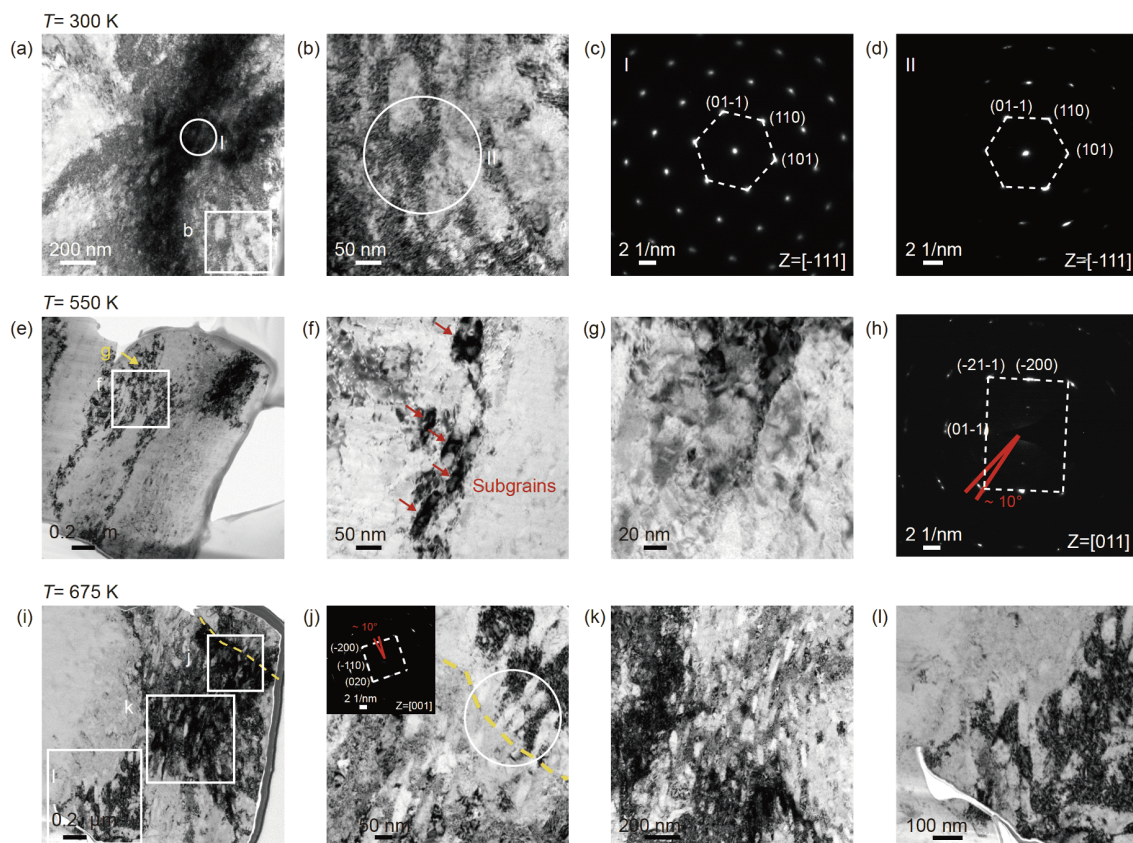 T= 300 K
(a)
I
b
200 nm
(b)
II
50 nm
(c)
I
(01-1)
(110)
(101)
2 1/nm
Z=[-111]
(d)
II
(01-1)
(110)
(101)
2 1/nm
Z=[-111]
T= 550 K
(e)
g
f
0.2 μm
(f)
Subgrains
50 nm
(g)
20 nm
(h)
(-21-1)
(-200)
(01-1)
~ 10°
2 1/nm
Z=[011]
T= 675 K
(i)
j
k
l
0.2 μm
(j)
~ 10°
(-200)
(-110)
(020)
2 1/nm
Z=[001]
50 nm
(k)
200 nm
(l)
100 nm